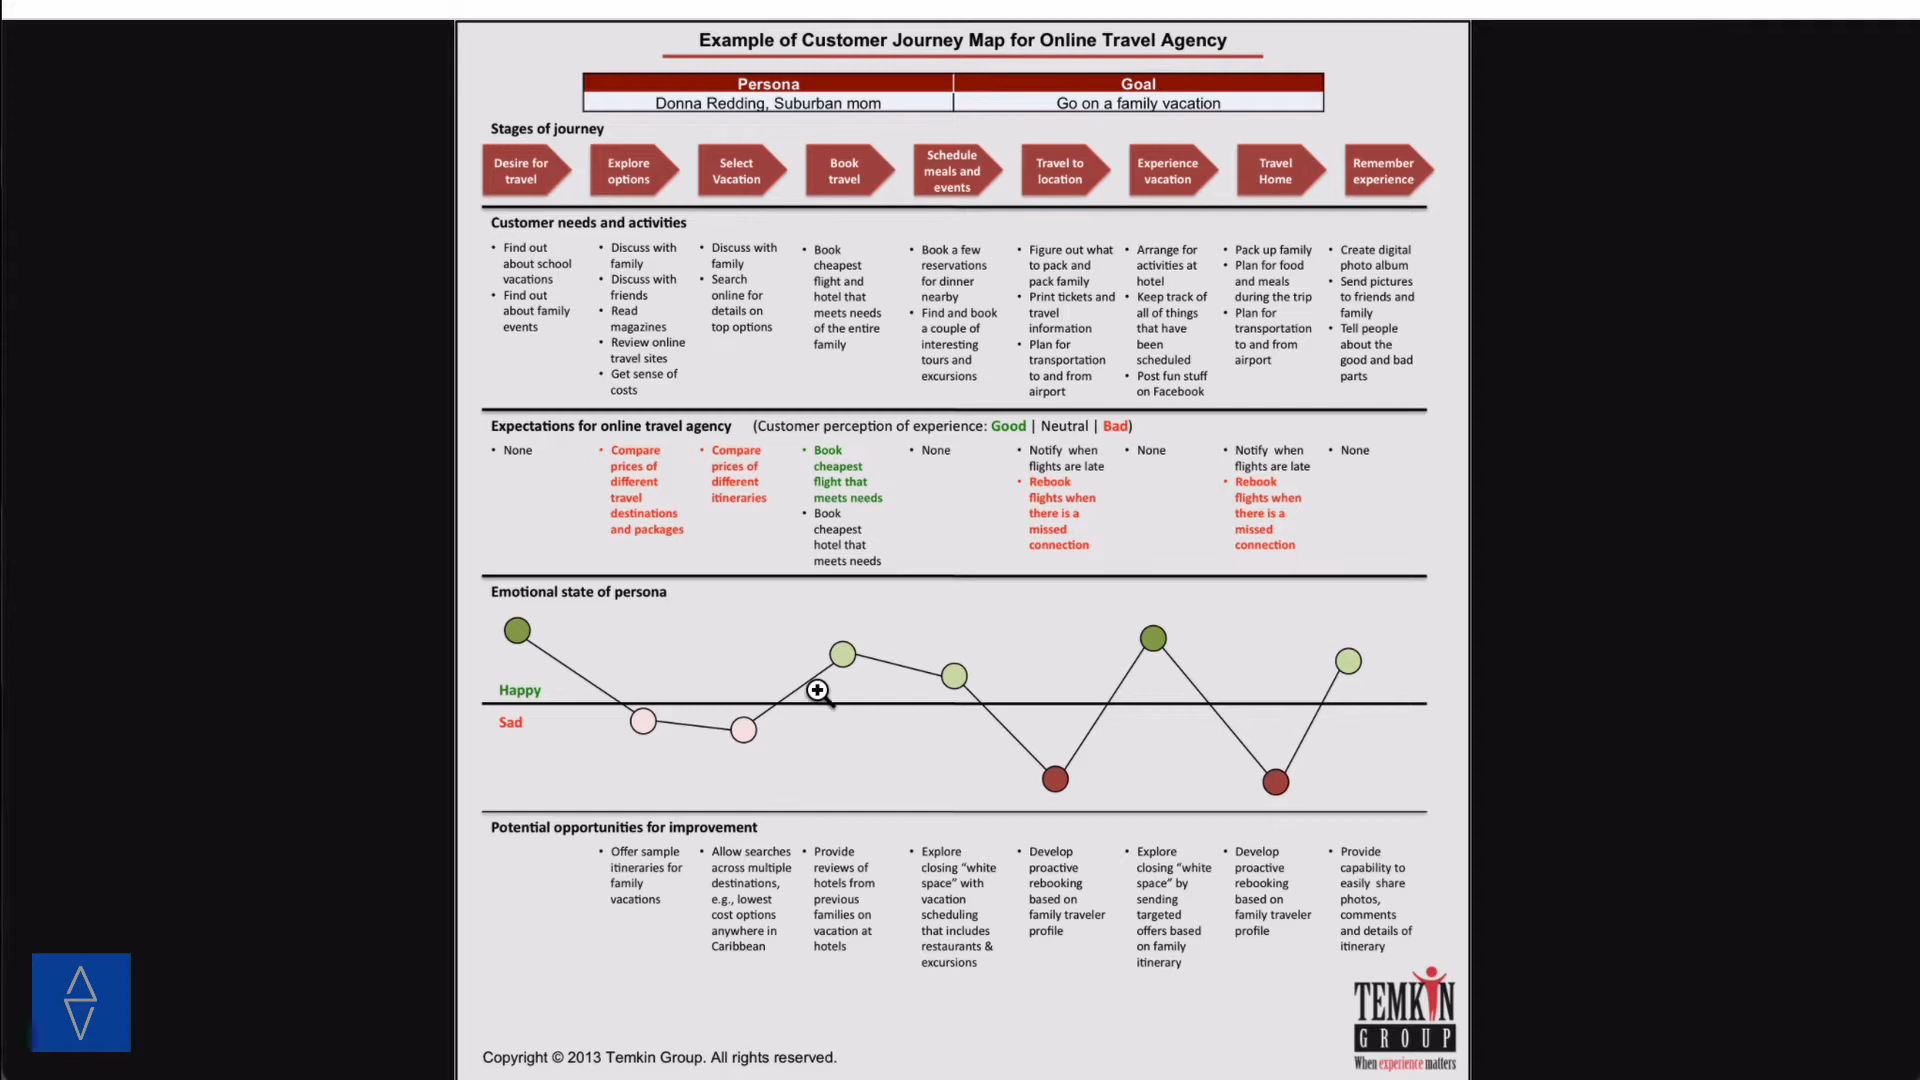 Example of Customer Journey Map for Online Travel Agency
Persona
Goal
Donna Redding, Suburban mom
Go on a family vacation
Stages of journey
Desire for
travel
Explore
options
Select
Vacation
Book
travel
Schedule
meals and
events
Travel to
location
Experience
vacation
Travel
Home
Remember
experience
Customer needs and activities
• Find out
about school
vacations
• Find out
about family
events
• Discuss with
family
• Discuss with
friends
• Read
magazines
• Review online
travel sites
• Get sense of
costs
• Discuss with
family
• Search
online for
details on
top options
• Book
cheapest
flight and
hotel that
meets needs
of the entire
family
• Book a few
reservations
for dinner
nearby
• Find and book
a couple of
interesting
tours and
excursions
• Figure out what
to pack and
pack family
• Print tickets and
travel
information
• Plan for
transportation
to and from
airport
• Arrange for
activities at
hotel
• Keep track of
all of things
that have
been
scheduled
• Post fun stuff
on Facebook
• Pack up family
• Plan for food
and meals
during the trip
• Plan for
transportation
to and from
airport
• Create digital
photo album
• Send pictures
to friends and
family
• Tell people
about the
good and bad
parts
Expectations for online travel agency (Customer perception of experience: Good | Neutral | Bad)
• None
• Compare
prices of
different
travel
destinations
and packages
• Compare
prices of
different
itineraries
• Book
cheapest
flight that
meets needs
• Book
cheapest
hotel that
meets needs
• None
• Notify when
flights are late
• Rebook
flights when
there is a
missed
connection
• None
• Notify when
flights are late
• Rebook
flights when
there is a
missed
connection
• None
Emotional state of persona
Happy
Sad
Potential opportunities for improvement
• Offer sample
itineraries for
family
vacations
• Allow searches
across multiple
destinations,
e.g., lowest
cost options
anywhere in
Caribbean
• Provide
reviews of
hotels from
previous
families on
vacation at
hotels
• Explore
closing “white
space” with
vacation
scheduling
that includes
restaurants &
excursions
• Develop
proactive
rebooking
based on
family traveler
profile
• Explore
closing “white
space” by
sending
targeted
offers based
on family
itinerary
• Develop
proactive
rebooking
based on
family traveler
profile
• Provide
capability to
easily share
photos,
comments
and details of
itinerary
TEMKIN
GROUP
When experience matters
Copyright © 2013 Temkin Group. All rights reserved.